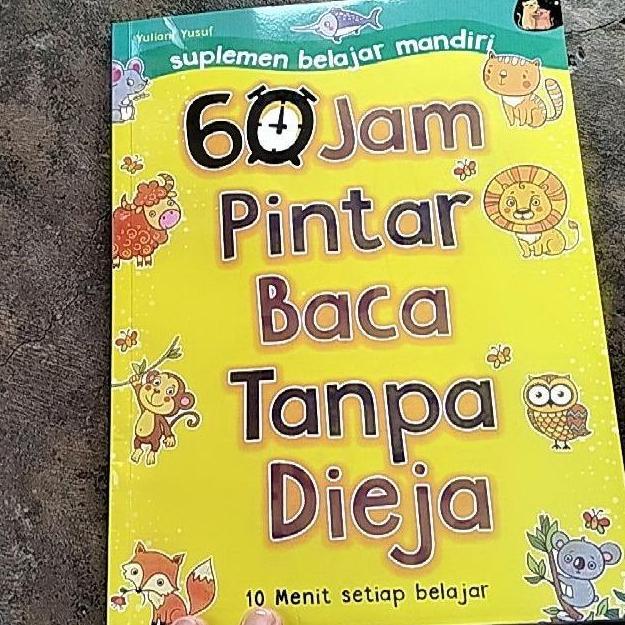 Yuliani Yusuf
suplemen belajar mandiri
60 Jam
Pintar
Baca
Tanpa
Dieja
10 Menit setiap belajar